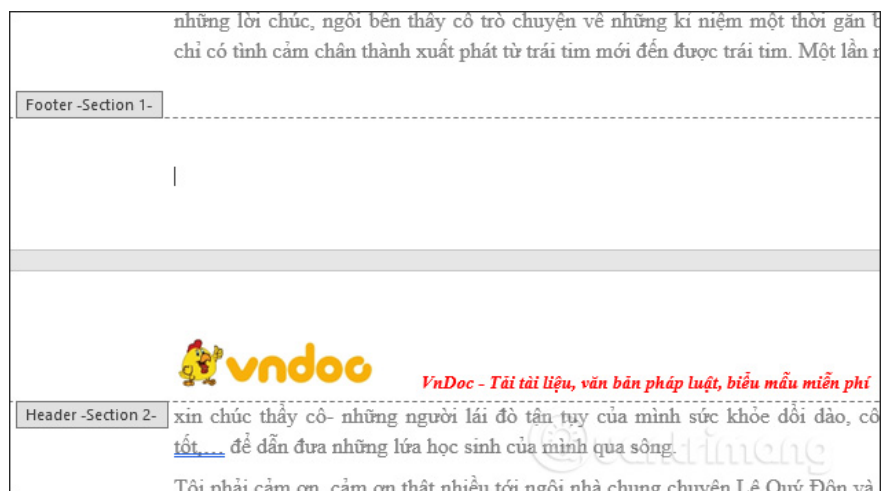 những lời chúc, ngồi bên thầy cô trò chuyện về những kỉ niệm một thời gắn
chỉ có tình cảm chân thành xuất phát từ trái tim mới đến được trái tim. Một lần
Footer -Section 1-
vndoc
VnDoc - Tải tài liệu, văn bản pháp luật, biểu mẫu miễn phí
Header -Section 2-
xin chúc thầy cô- những người lái đò tận tụy của mình sức khỏe dồi dào, cô
tốt,... để dẫn đưa những lứa học sinh của mình qua sông.
quantrimang
Tôi phải cảm ơn, cảm ơn thật nhiều tới ngôi nhà chung chuyên Lê Quý Đôn và